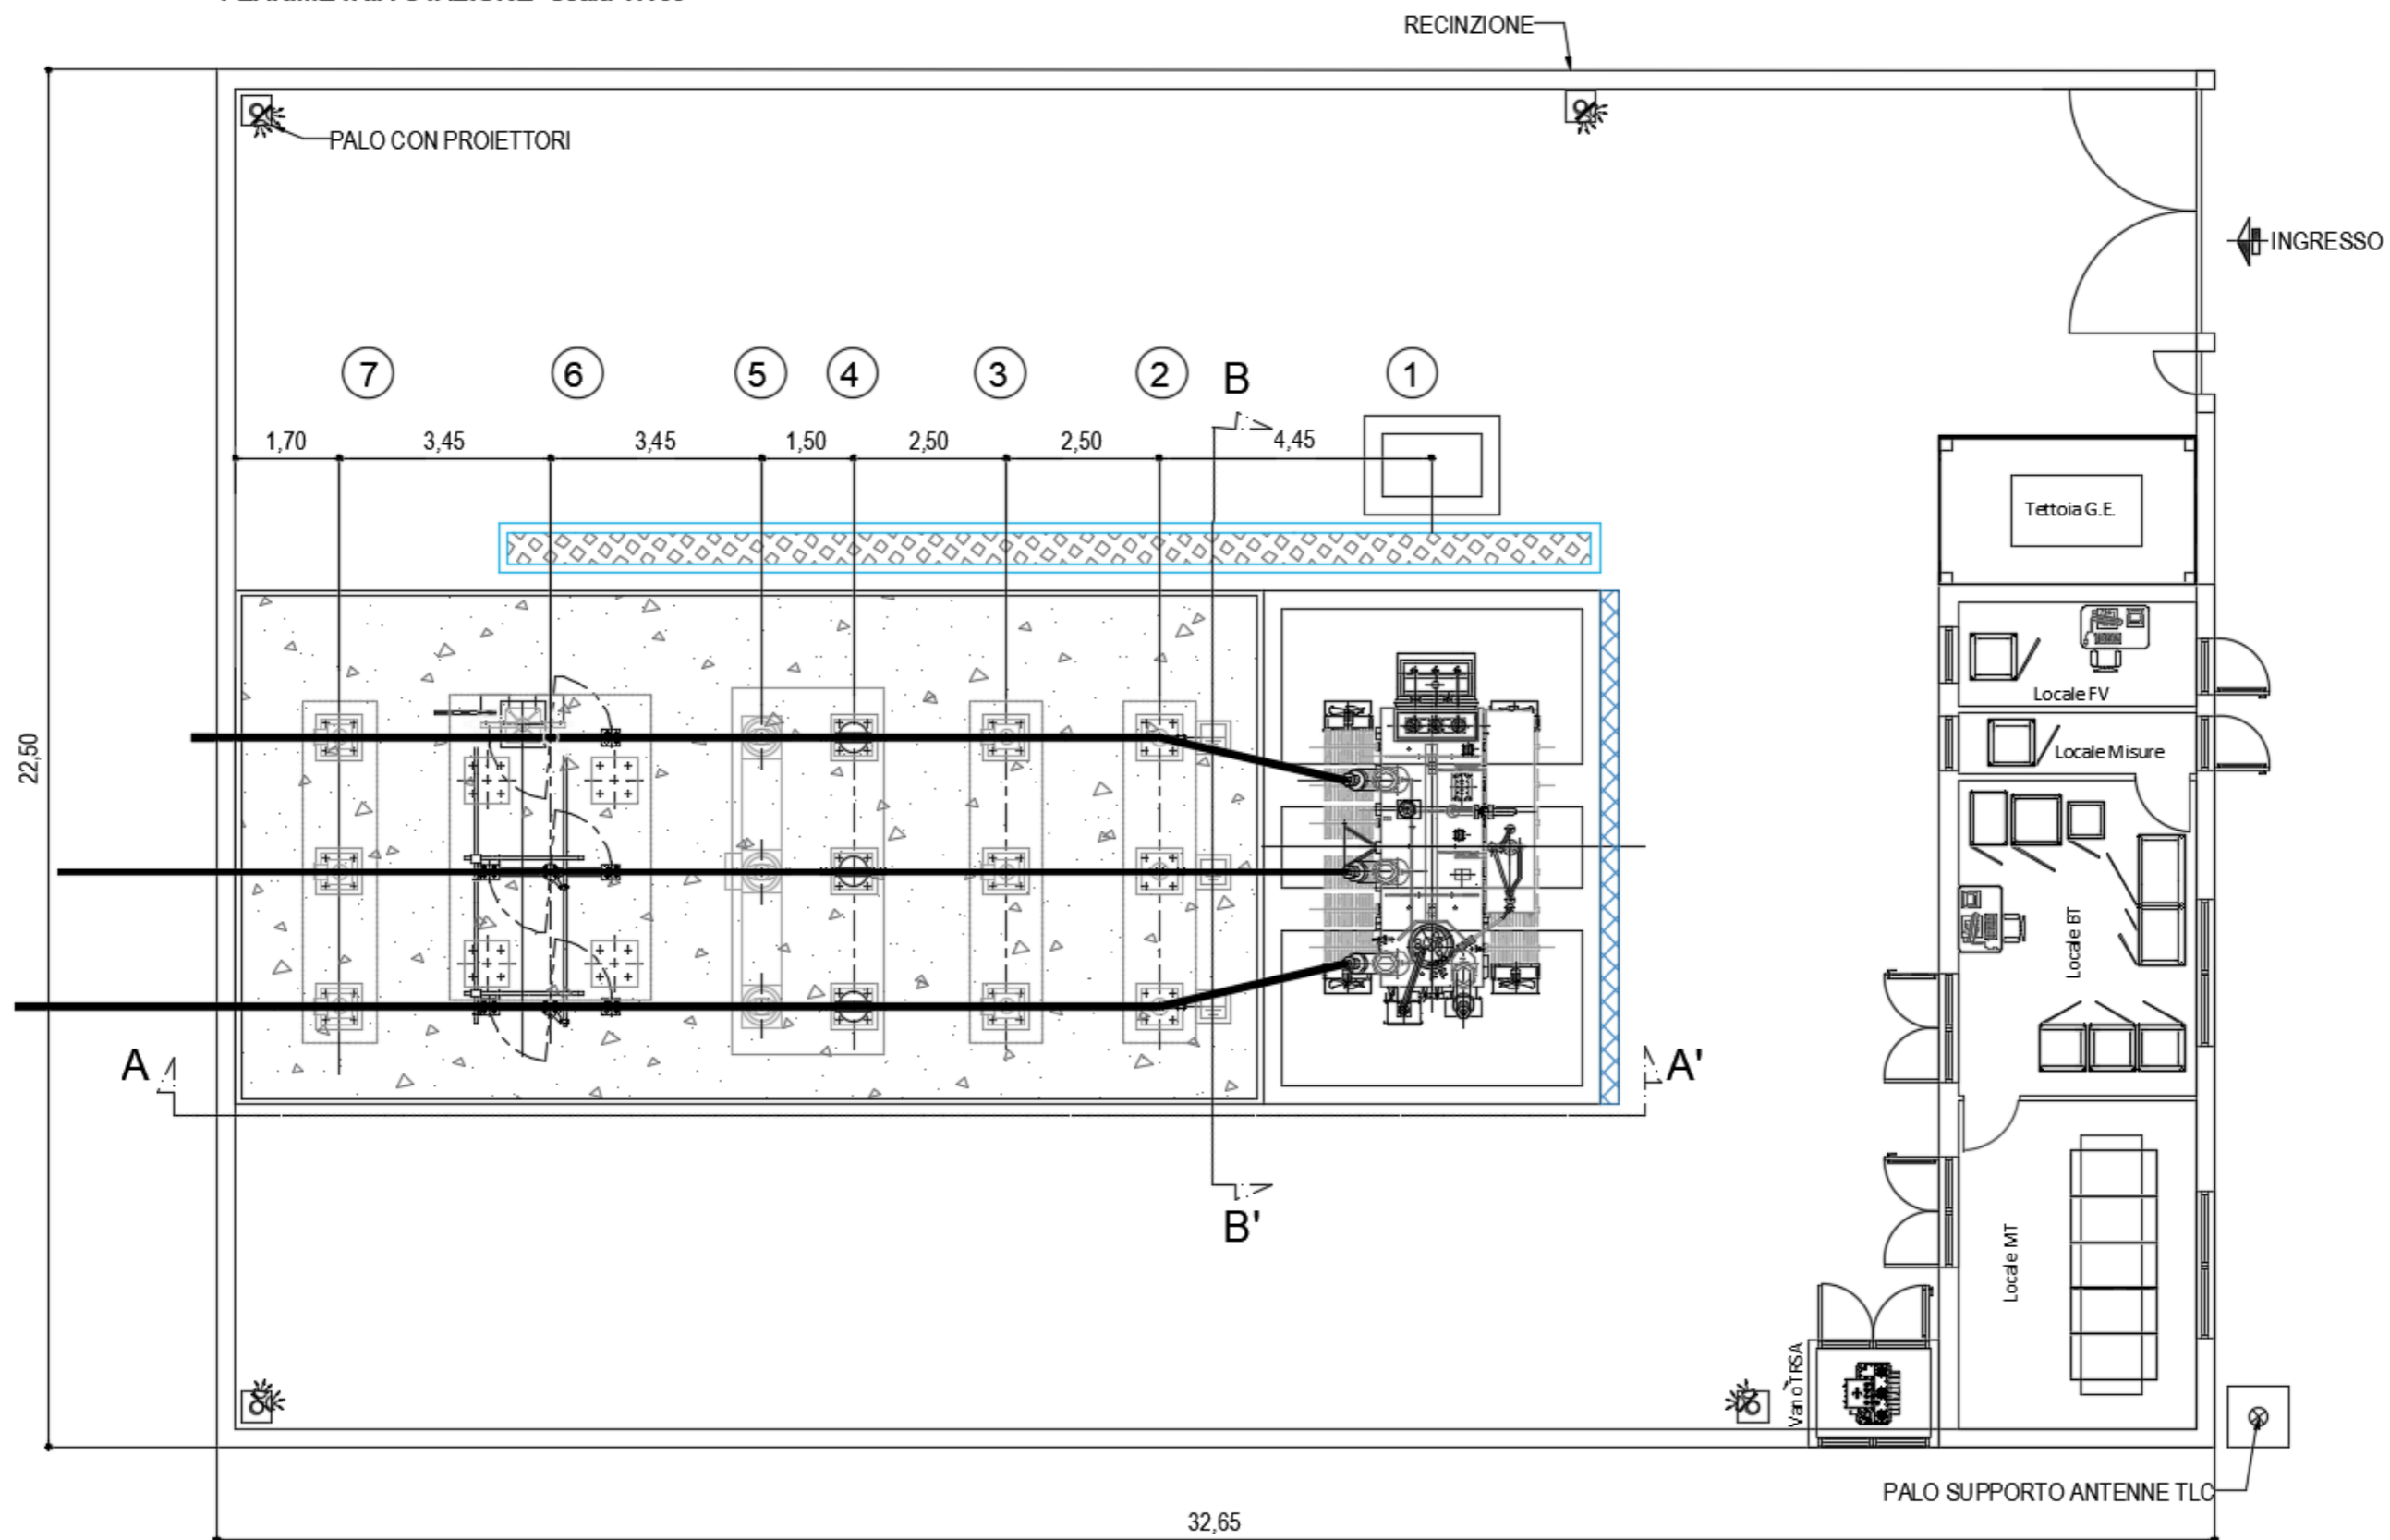 RECINZIONE
PALO CON PROIETTORI
INGRESSO
7
6
5
4
3
2
B
1
1,70
3,45
3,45
1,50
2,50
2,50
4,45
Tettoia G.E.
Locale FV
Locale Misure
22,50
Locale BT
A
A'
B'
Locale MT
Vano TRSA
PALO SUPPORTO ANTENNE TLC
32,65